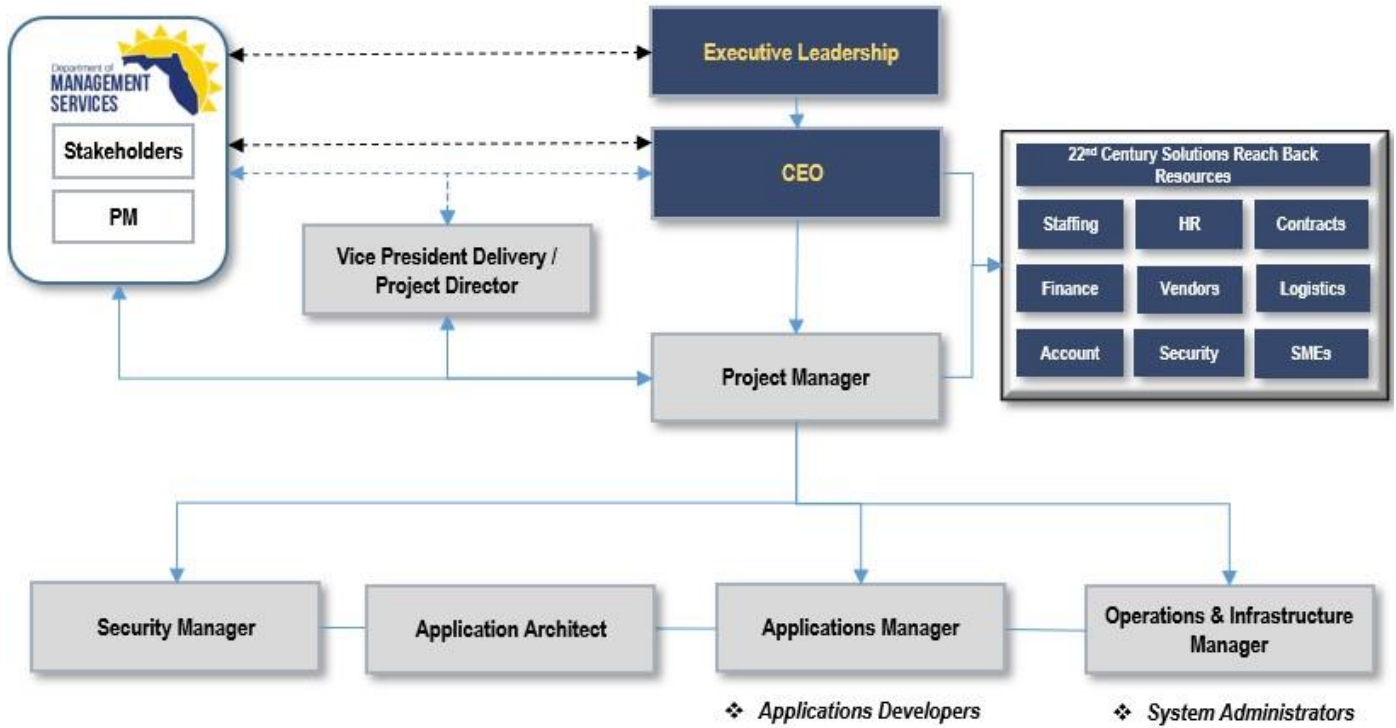 Department of
MANAGEMENT
SERVICES
Stakeholders
PM
Executive Leadership
CEO
Vice President Delivery /
Project Director
Project Manager
22nd Century Solutions Reach Back
Resources
Staffing
HR
Contracts
Finance
Vendors
Logistics
Account
Security
SMEs
Security Manager
Application Architect
Applications Manager
Operations & Infrastructure
Manager
❖ Applications Developers
❖ System Administrators